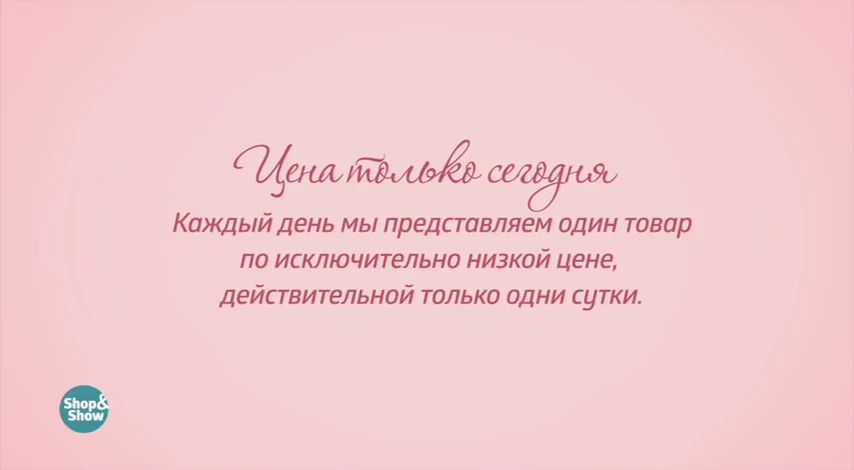 Цена только сегодня
Каждый день мы представляем один товар
по исключительно низкой цене,
действительной только одни сутки.
Shop&
Show